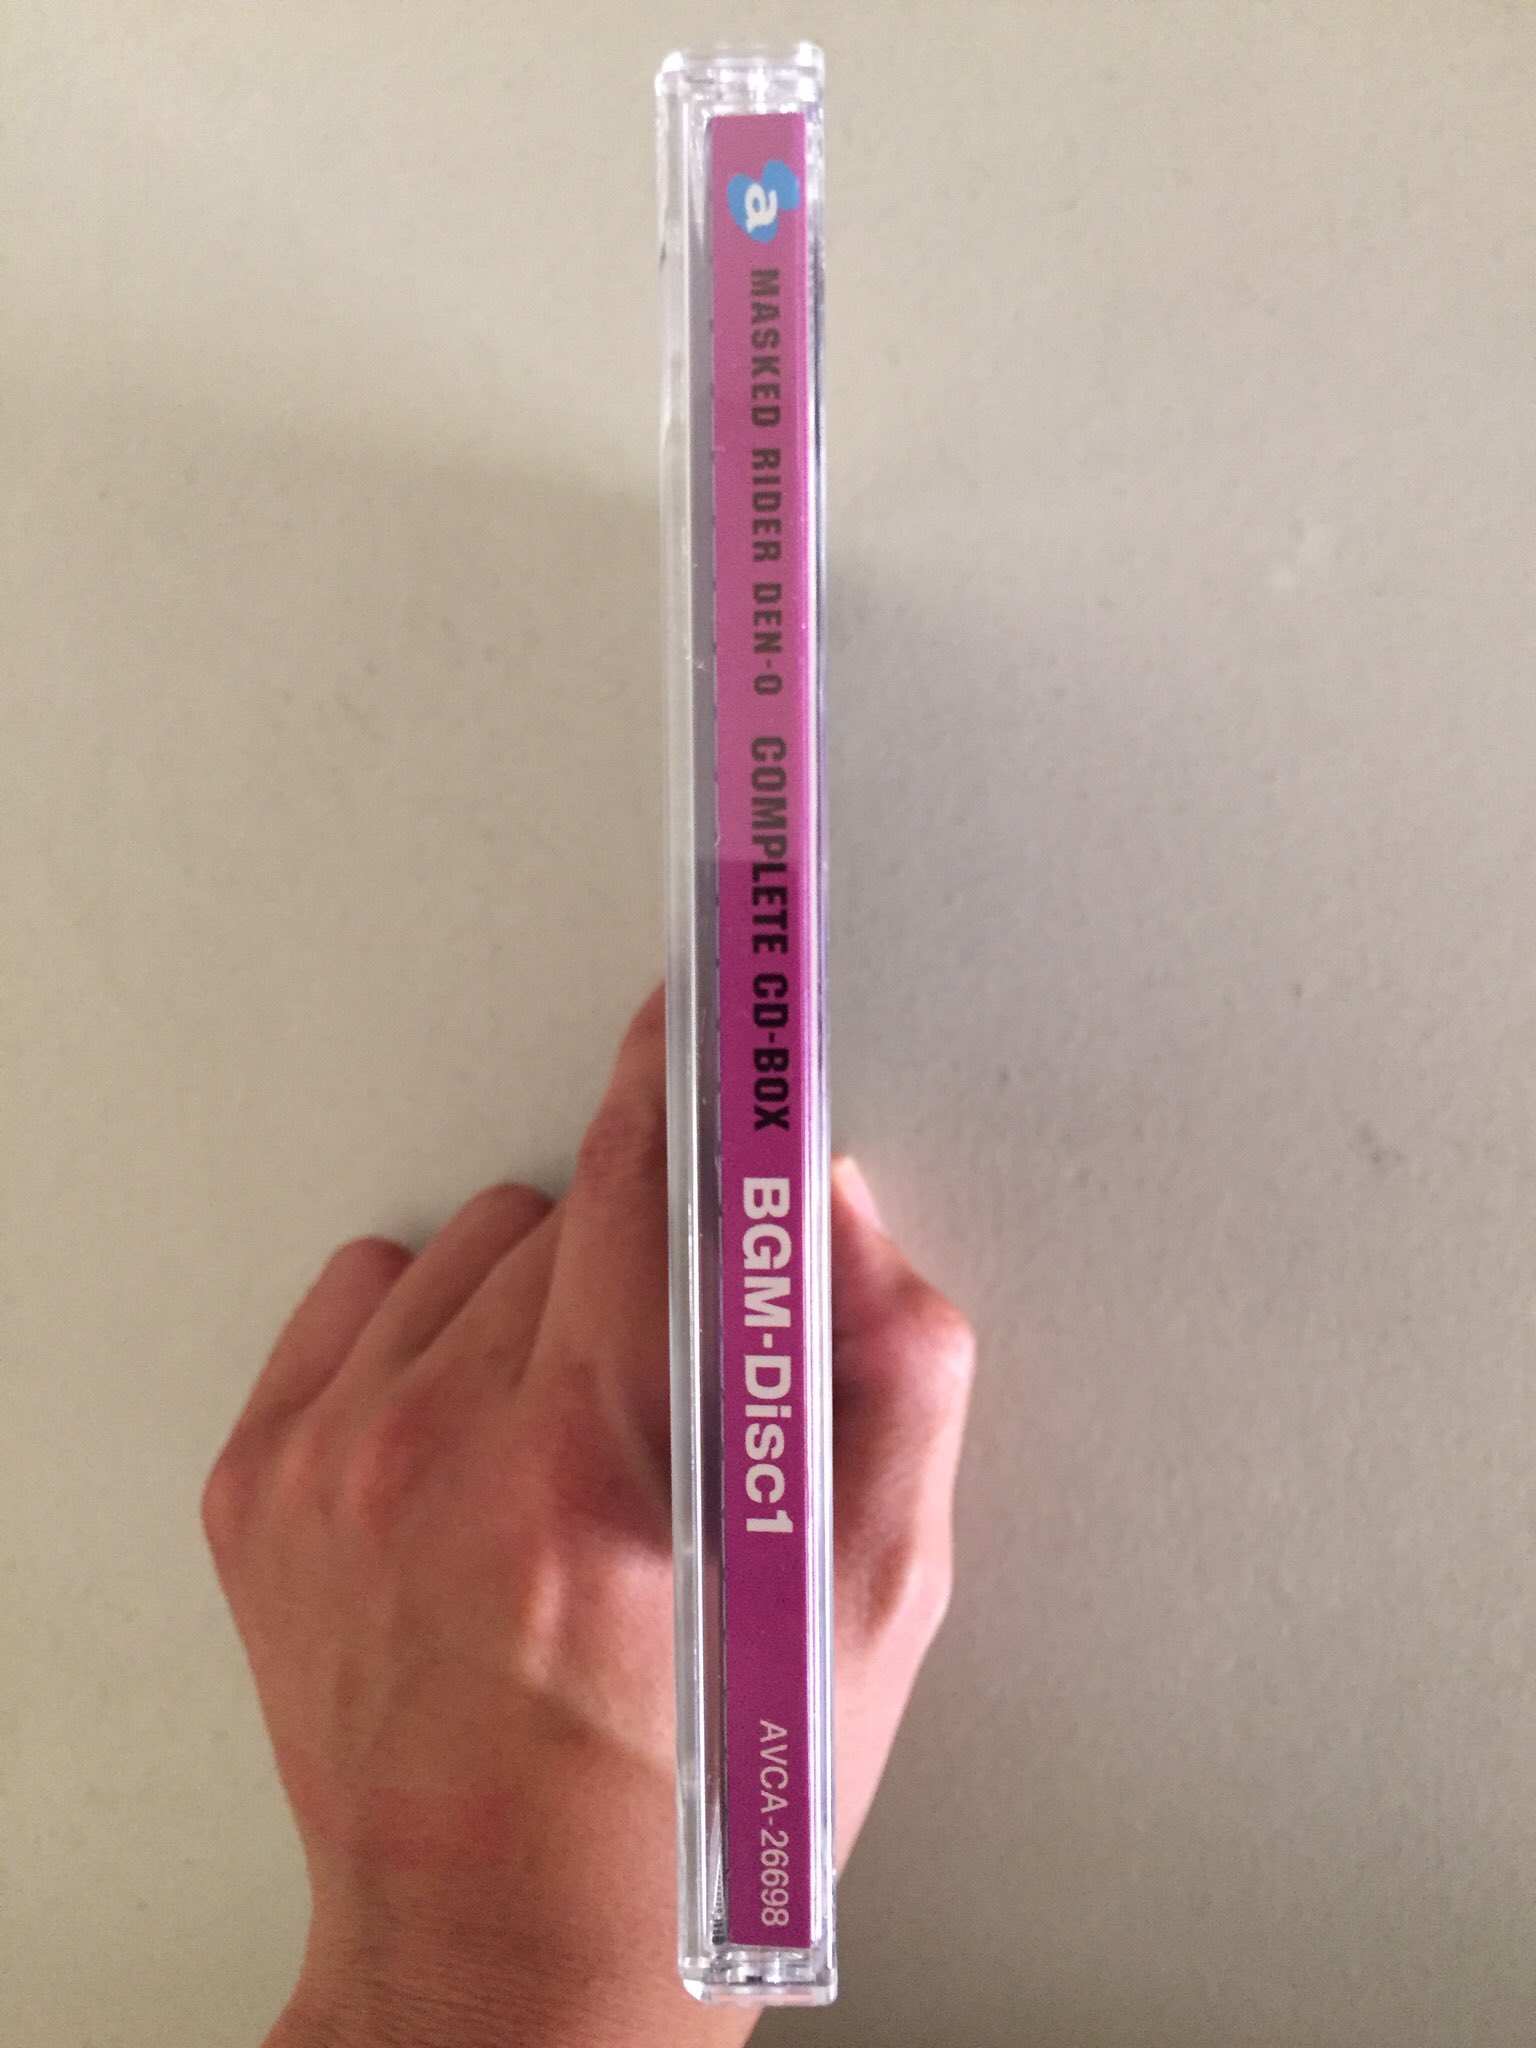 a MASKED RIDER DEN-O COMPLETE CD-BOX BGM·Disc1 AVCA-26698